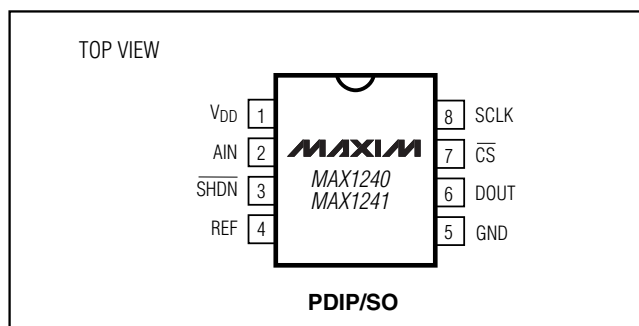 TOP VIEW
VDD 1
AIN 2
SHDN 3
REF 4
MAXIM
MAX1240
MAX1241
8 SCLK
7 CS
6 DOUT
5 GND
PDIP/SO